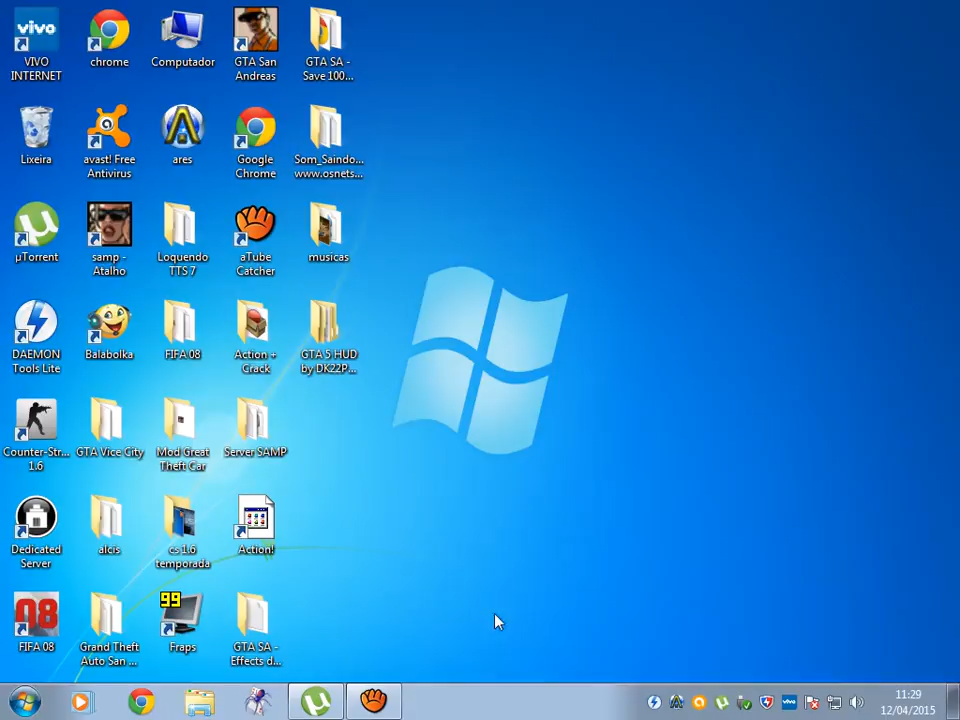 vivo
VIVO
INTERNET
chrome
Computador
GTA San
Andreas
GTA SA -
Save 100...
Lixeira
avast! Free
Antivirus
ares
Google
Chrome
Som_Saindo...
www.osnets...
µTorrent
samp -
Atalho
Loquendo
TTS 7
aTube
Catcher
musicas
DAEMON
Tools Lite
Balabolka
FIFA 08
Action +
Crack
GTA 5 HUD
by DK22P...
Counter-Str...
1.6
GTA Vice City
Mod Great
Theft Car
Server SAMP
Dedicated
Server
alcis
cs 1.6
temporada
Action!
08
FIFA 08
Grand Theft
Auto San ...
99
Fraps
GTA SA -
Effects d...
vivo
11:29
12/04/2015